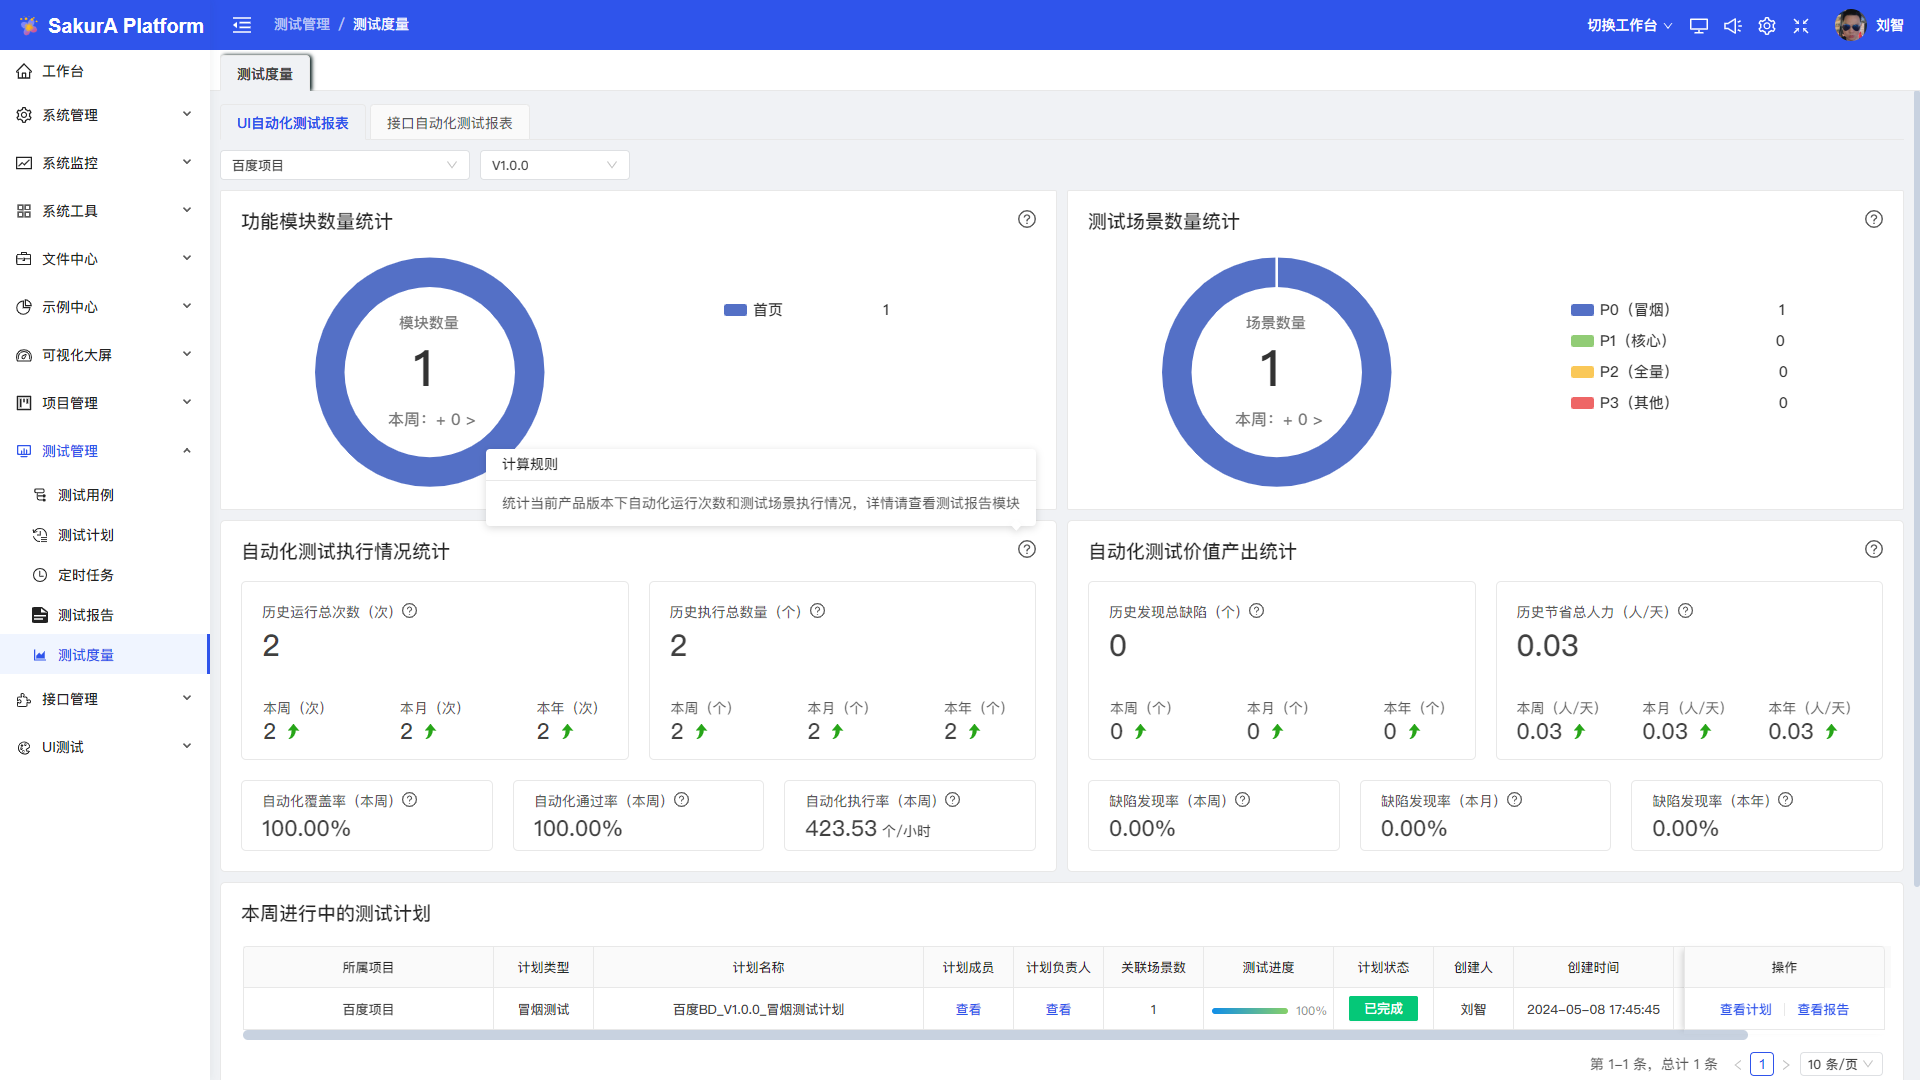 SakurA Platform
测试管理 / 测试度量
切换工作台
刘智
工作台
系统管理
系统监控
系统工具
文件中心
示例中心
可视化大屏
项目管理
测试管理
测试用例
测试计划
定时任务
测试报告
测试度量
接口管理
UI测试
测试度量
UI自动化测试报表
接口自动化测试报表
百度项目
V1.0.0
功能模块数量统计
模块数量
1
本周：+ 0 >
首页 1
测试场景数量统计
场景数量
1
本周：+ 0 >
P0（冒烟） 1
P1（核心） 0
P2（全量） 0
P3（其他） 0
计算规则
统计当前产品版本下自动化运行次数和测试场景执行情况，详情请查看测试报告模块
自动化测试执行情况统计
历史运行总次数（次）
2
本周（次） 本月（次） 本年（次）
2 2 2
历史执行总数量（个）
2
本周（个） 本月（个） 本年（个）
2 2 2
自动化覆盖率（本周）
100.00%
自动化通过率（本周）
100.00%
自动化执行率（本周）
423.53 个/小时
自动化测试价值产出统计
历史发现总缺陷（个）
0
本周（个） 本月（个） 本年（个）
0 0 0
历史节省总人力（人/天）
0.03
本周（人/天） 本月（人/天） 本年（人/天）
0.03 0.03 0.03
缺陷发现率（本周）
0.00%
缺陷发现率（本月）
0.00%
缺陷发现率（本年）
0.00%
本周进行中的测试计划
所属项目 计划类型 计划名称 计划成员 计划负责人 关联场景数 测试进度 计划状态 创建人 创建时间 操作
百度项目 冒烟测试 百度BD_V1.0.0_冒烟测试计划 查看 查看 1 100% 已完成 刘智 2024-05-08 17:45:45 查看计划 查看报告
第 1-1 条，总计 1 条 < 1 > 10 条/页